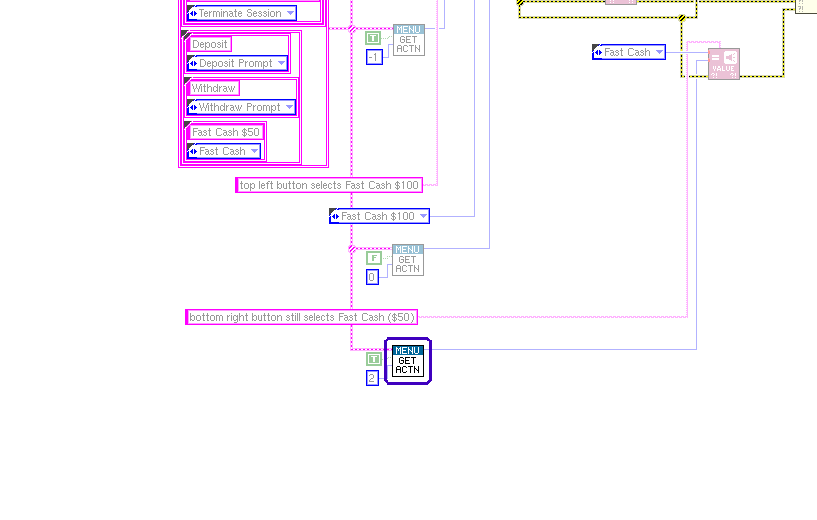 Terminate Session
MENU
GET
ACTN
T
-1
Deposit
Deposit Prompt
Fast Cash
VALUE
Withdraw
Withdraw Prompt
Fast Cash $50
Fast Cash
top left button selects Fast Cash $100
Fast Cash $100
MENU
GET
ACTN
F
0
bottom right button still selects Fast Cash ($50)
MENU
GET
ACTN
T
2